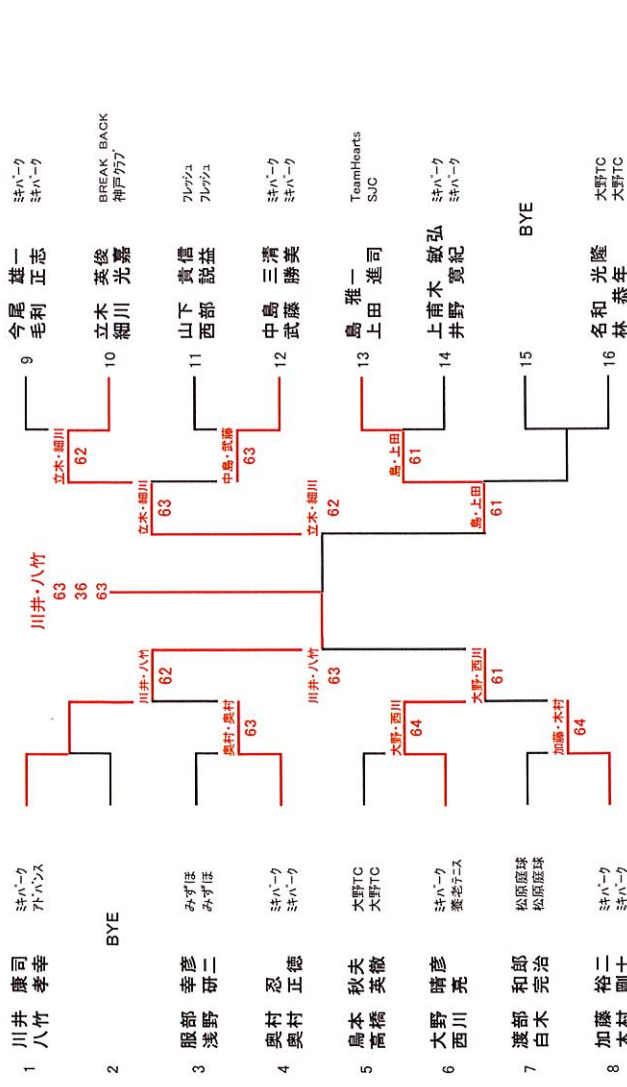 1 川井 康司 ミキパーク
八竹 孝幸 アドバンス
2 BYE
3 服部 幸彦 みずほ
浅野 研二 みずほ
4 奥村 忍 ミキパーク
奥村 正徳 ミキパーク
5 鳥本 秋夫 大野TC
高橋 英徹 大野TC
6 大野 晴彦 ミキパーク
西川 亮 養老テニス
7 渡部 和郎 松原庭球
白木 完治 松原庭球
8 加藤 裕二 ミキパーク
木村 剛士 ミキパーク
奥村・奥村
63
大野・西川
64
加藤・木村
64
川井・八竹
62
大野・西川
61
川井・八竹
63
川井・八竹
63
36
63
立木・細川
62
立木・細川
63
島・上田
61
立木・細川
62
中島・武藤
63
島・上田
61
9 今尾 雄一 ミキパーク
毛利 正志 ミキパーク
10 立木 英俊 BREAK BACK
細川 光嘉 神戸クラブ
11 山下 貴信 フレッシュ
西部 説益 フレッシュ
12 中島 三清 ミキパーク
武藤 勝美 ミキパーク
13 島 雅一 TeamHearts
上田 進司 SJC
14 上甫木 敏弘 ミキパーク
井野 寛紀 ミキパーク
15 BYE
16 名和 光隆 大野TC
林 恭年 大野TC